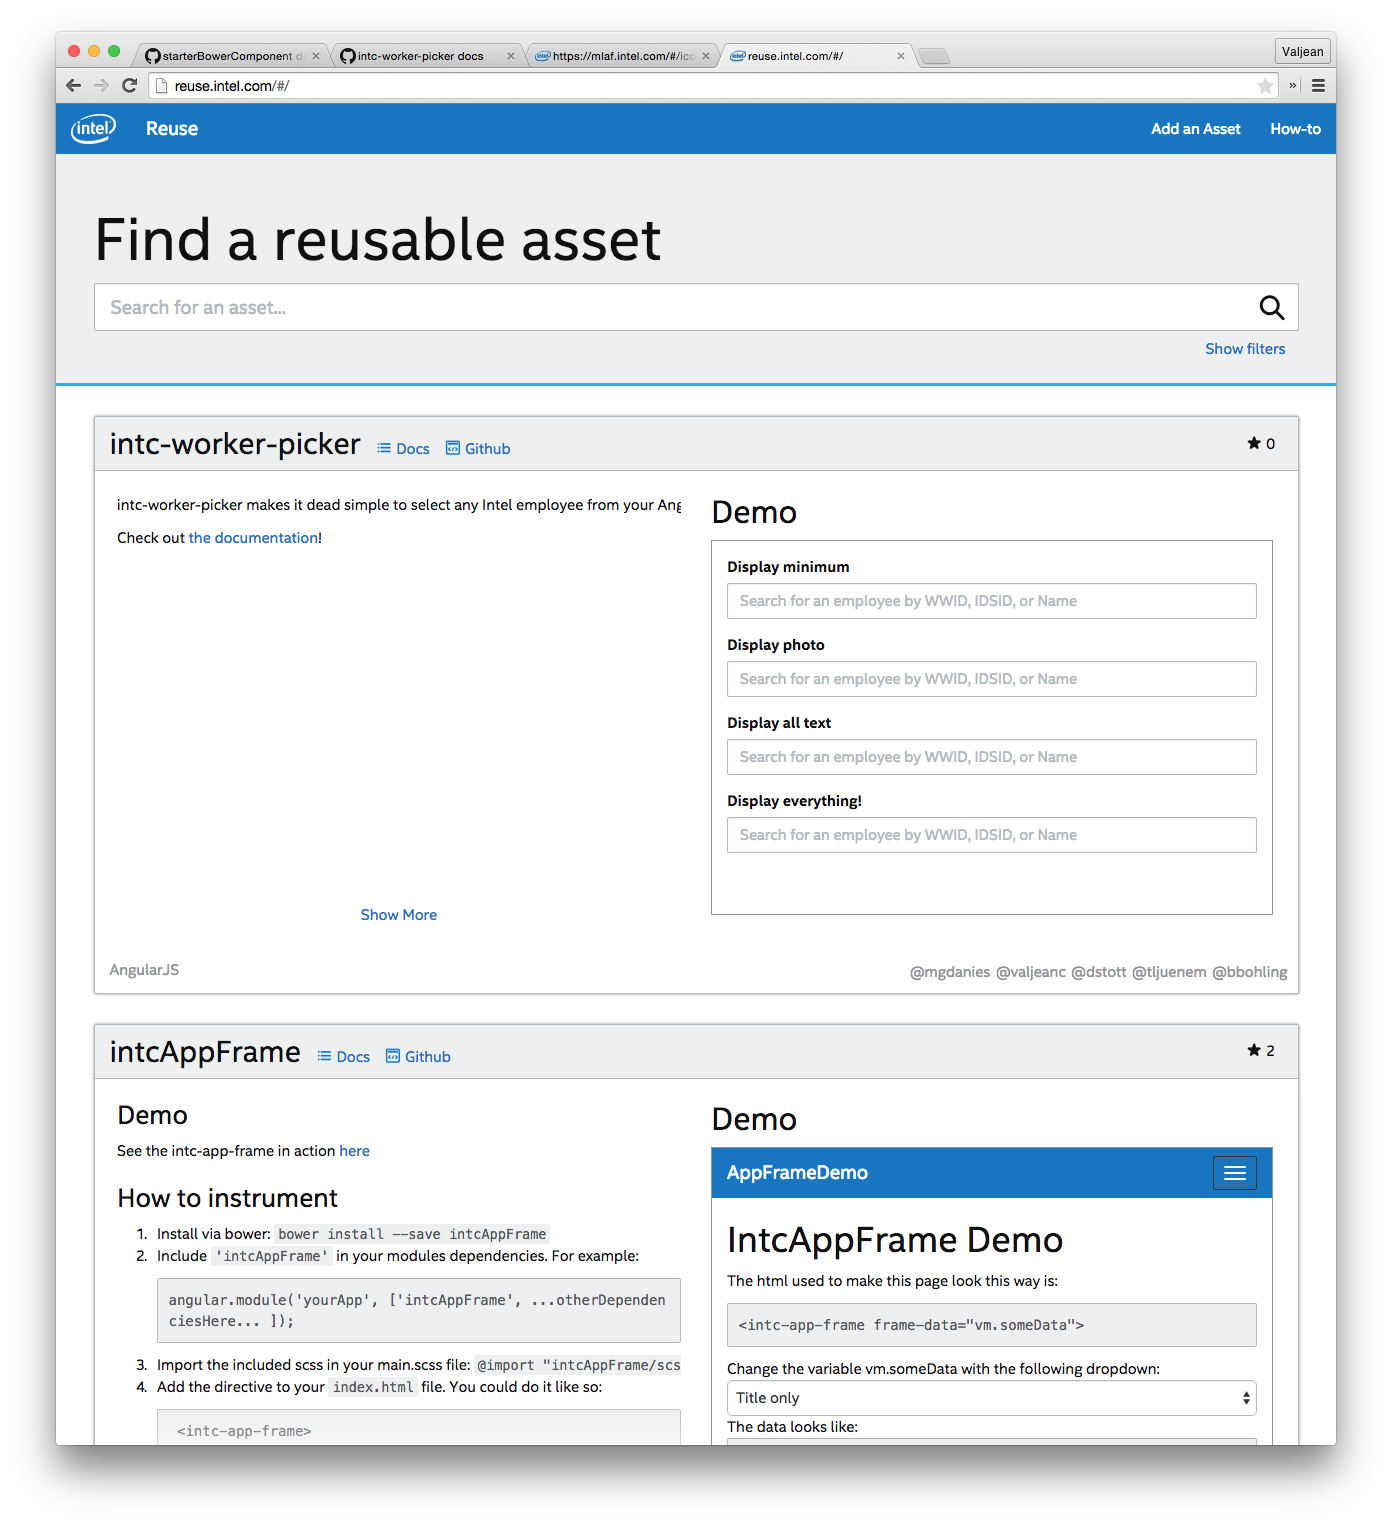 starterBowerComponent d
intc-worker-picker docs
https://mlaf.intel.com/#/ico
reuse.intel.com/#/
Valjean
reuse.intel.com/#/
»
intel
Reuse
Add an Asset
How-to
Find a reusable asset
Search for an asset...
Show filters
intc-worker-picker
Docs
Github
0
intc-worker-picker makes it dead simple to select any Intel employee from your Ang
Check out the documentation!
Show More
Demo
Display minimum
Search for an employee by WWID, IDSID, or Name
Display photo
Search for an employee by WWID, IDSID, or Name
Display all text
Search for an employee by WWID, IDSID, or Name
Display everything!
Search for an employee by WWID, IDSID, or Name
AngularJS
@mgdanies @valjeanc @dstott @tljuenem @bbohling
intcAppFrame
Docs
Github
2
Demo
See the intc-app-frame in action here
How to instrument
1. Install via bower: bower install --save intcAppFrame
2. Include 'intcAppFrame' in your modules dependencies. For example:
angular.module('yourApp', ['intcAppFrame', ...otherDependen
ciesHere... ]);
3. Import the included scss in your main.scss file: @import "intcAppFrame/scs
4. Add the directive to your index.html file. You could do it like so:
<intc-app-frame>
Demo
AppFrameDemo
IntcAppFrame Demo
The html used to make this page look this way is:
<intc-app-frame frame-data="vm.someData">
Change the variable vm.someData with the following dropdown:
Title only
The data looks like: